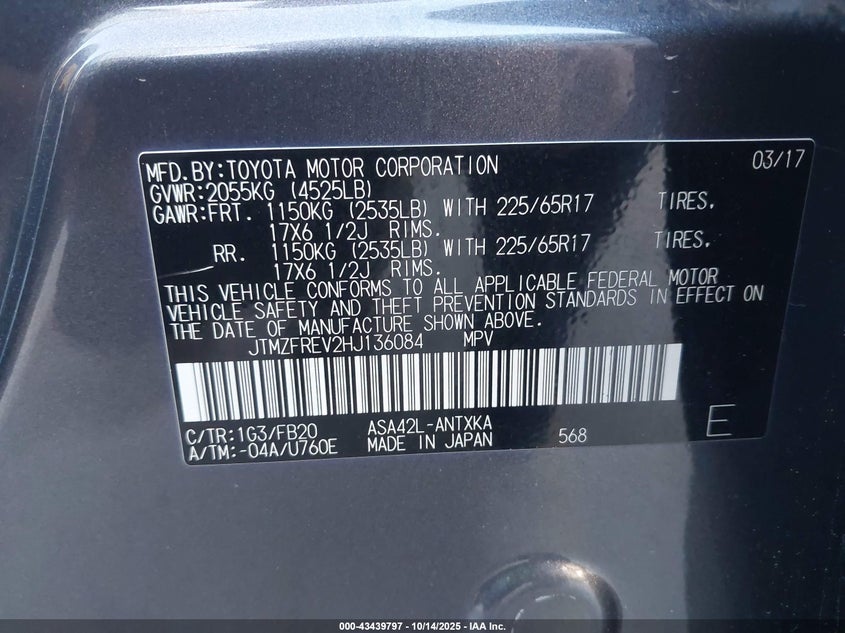 MFD.BY:TOYOTA MOTOR CORPORATION 03/17
GVWR:2055KG (4525LB)
GAWR:FRT. 1150KG (2535LB) WITH 225/65R17 TIRES.
17X6 1/2J RIMS.
RR. 1150KG (2535LB) WITH 225/65R17 TIRES.
17X6 1/2J RIMS.
THIS VEHICLE CONFORMS TO ALL APPLICABLE FEDERAL MOTOR
VEHICLE SAFETY AND THEFT PREVENTION STANDARDS IN EFFECT ON
THE DATE OF MANUFACTURE SHOWN ABOVE.
JTMZFREV2HJ136084 MPV
C/TR:1G3/FB20 ASA42L-ANTXKA
A/TM:-04A/U760E MADE IN JAPAN 568 E
000-43439797 - 10/14/2025 - IAA Inc.